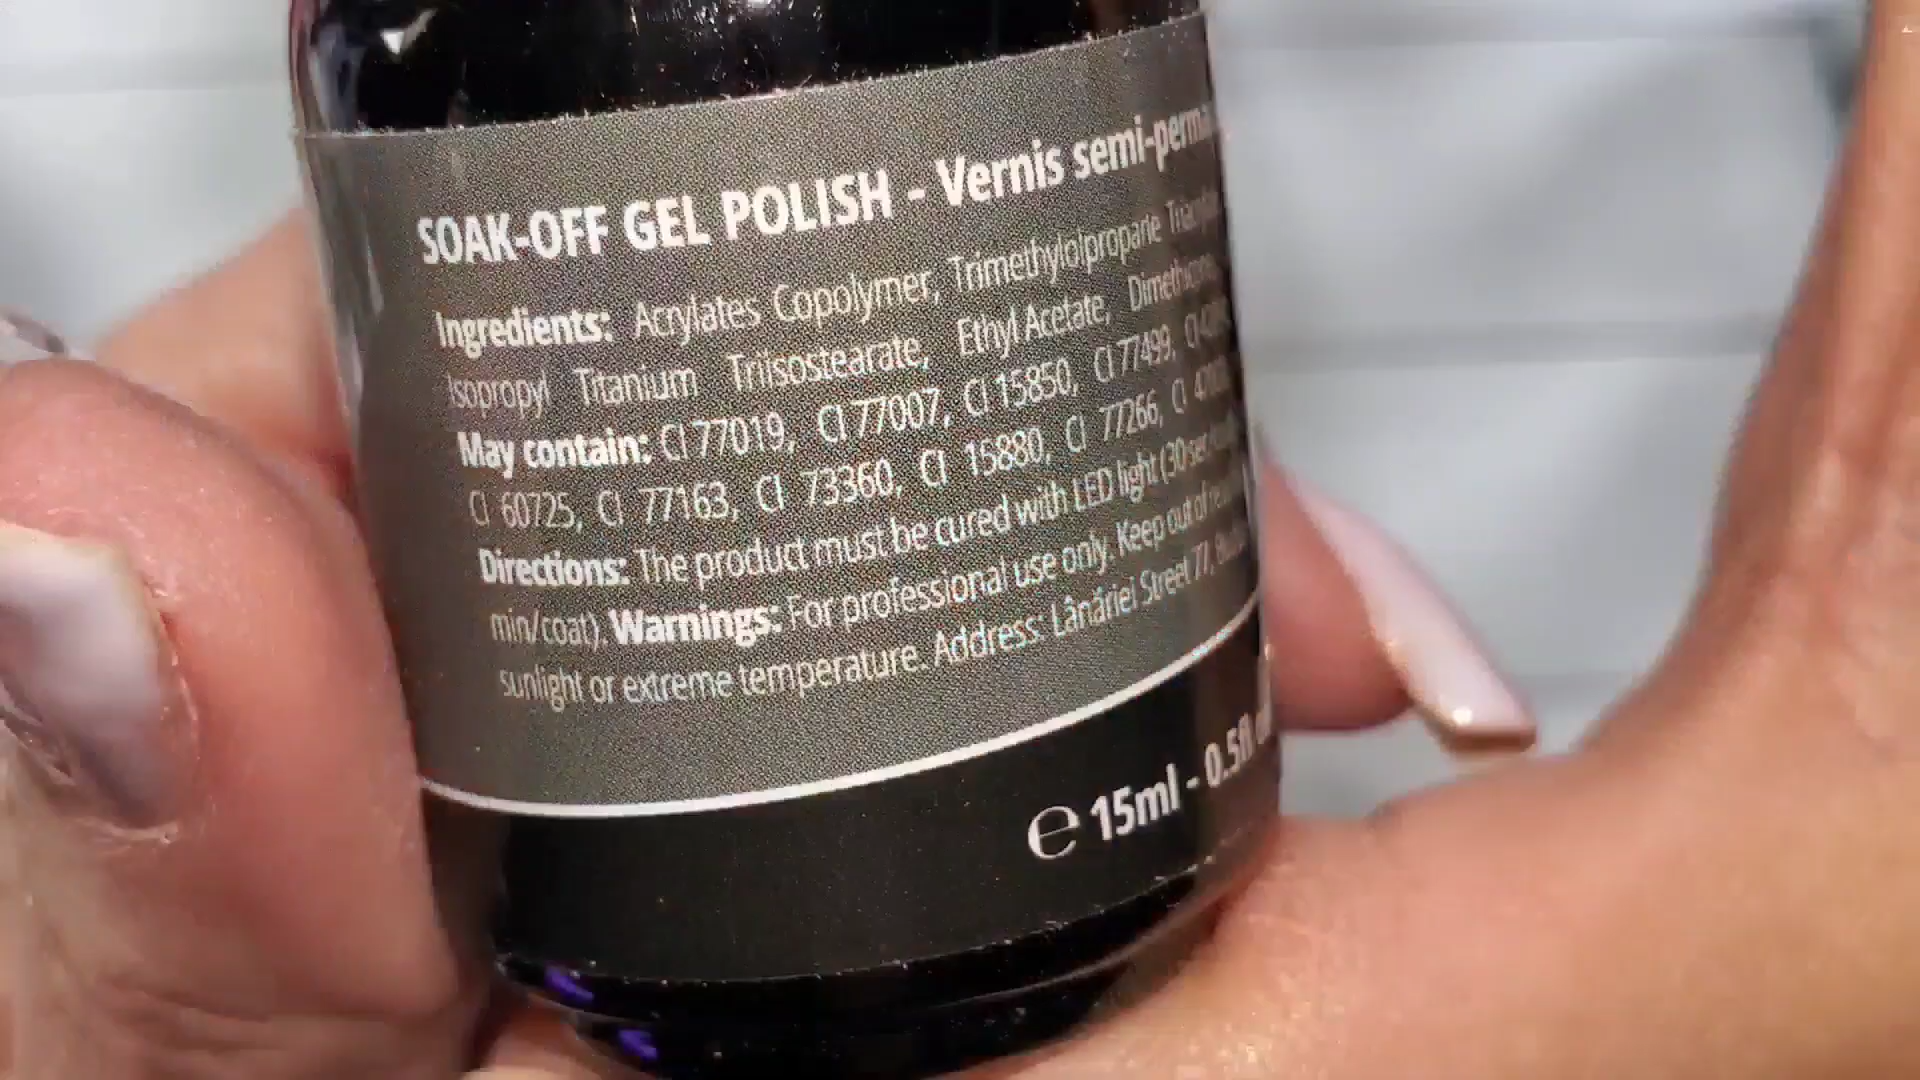 SOAK-OFF GEL POLISH - Vernis semi-perma
Ingredients: Acrylates Copolymer, Trimethylolpropane
Isopropyl Titanium Triisostearate, Ethyl Acetate,
May contain: CI 77019, CI 77007, CI 15850, CI 77499,
CI 60725, CI 77163, CI 73360, CI 15880, CI 77266, CI
Directions: The product must be cured with LED light (30 sec
min/coat). Warnings: For professional use only. Keep out of
sunlight or extreme temperature. Address: Lânăriei Street 77,
℮ 15ml - 0.5fl